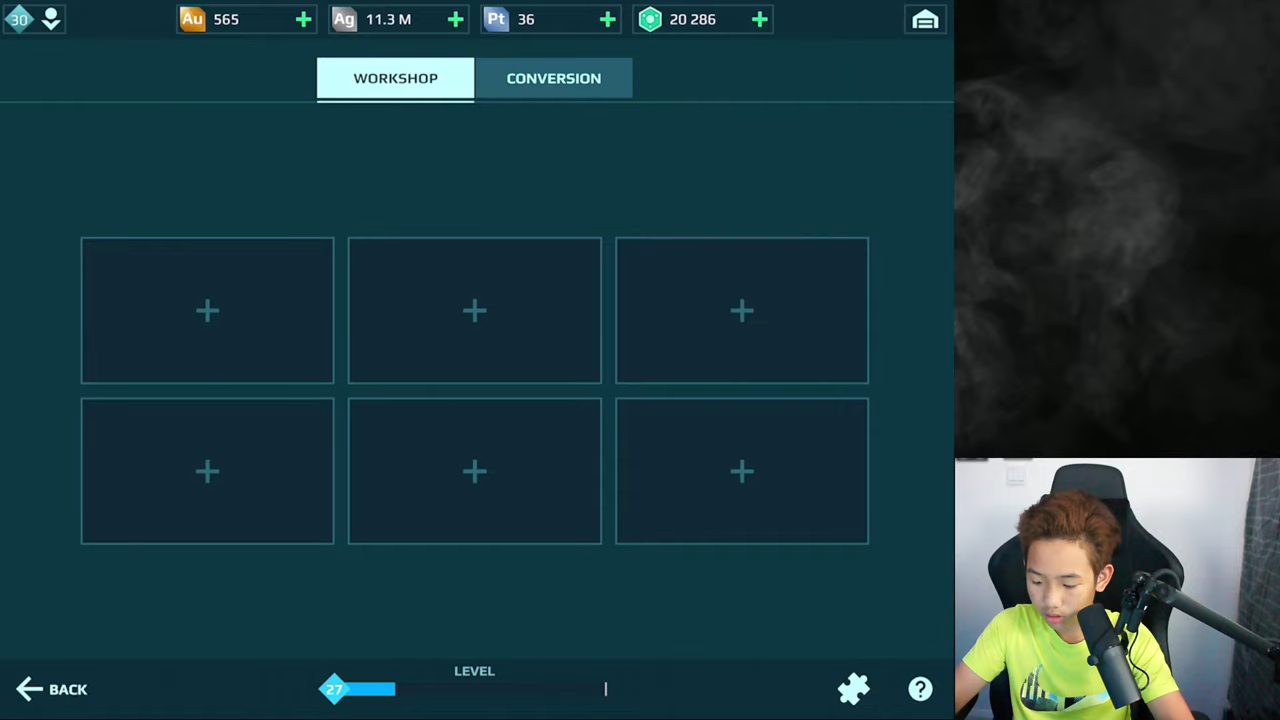 30
Au 565
Ag 11.3 M
Pt 36
20 286
WORKSHOP
CONVERSION
LEVEL
BACK
27
?